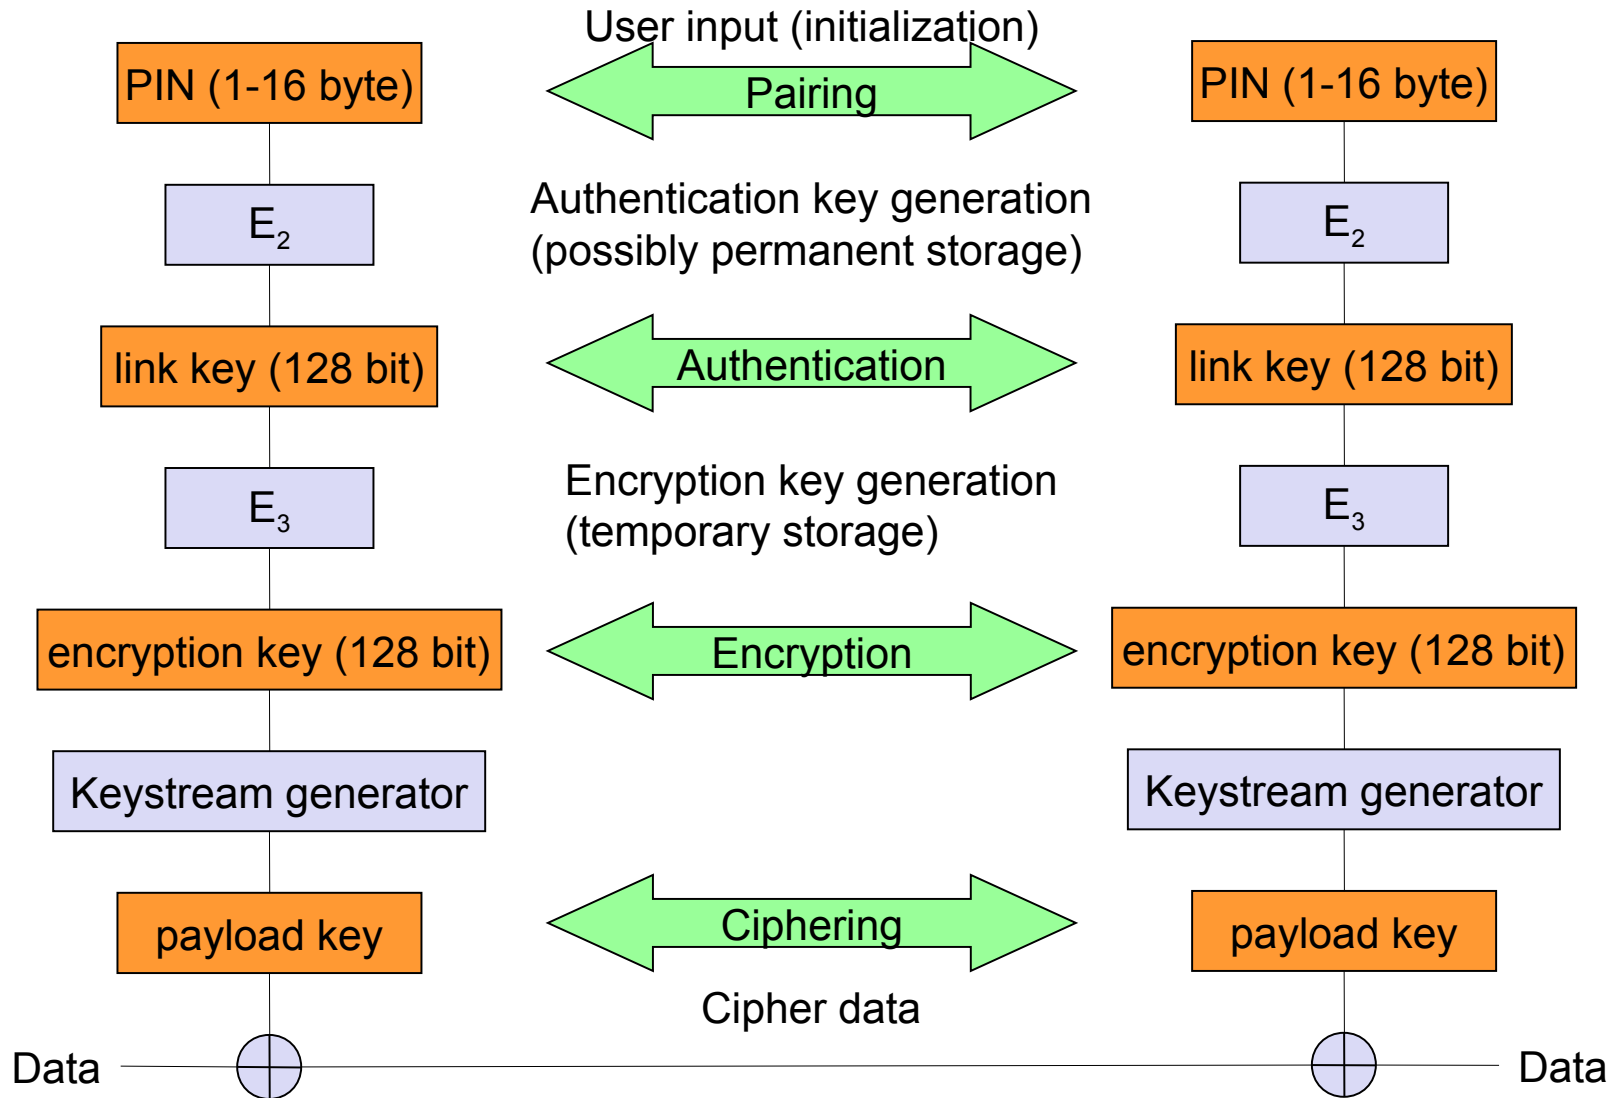 User input (initialization)
PIN (1-16 byte)
Pairing
PIN (1-16 byte)
E₂
Authentication key generation
(possibly permanent storage)
E₂
link key (128 bit)
Authentication
link key (128 bit)
E₃
Encryption key generation
(temporary storage)
E₃
encryption key (128 bit)
Encryption
encryption key (128 bit)
Keystream generator
Keystream generator
payload key
Ciphering
payload key
Cipher data
Data
Data